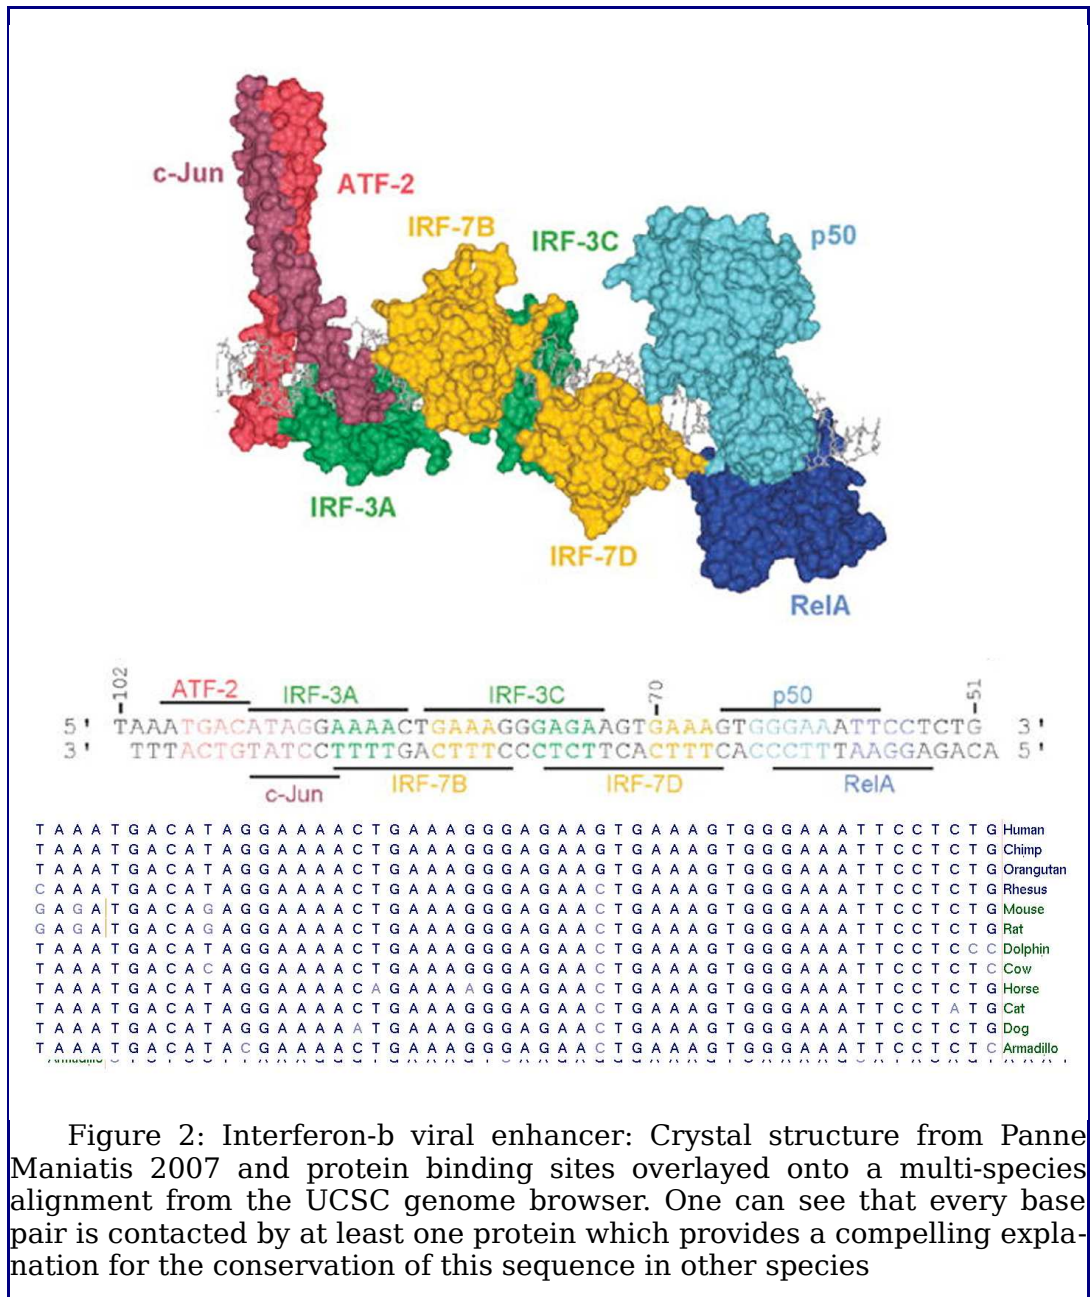 c-Jun
ATF-2
IRF-7B
IRF-3C
p50
IRF-3A
IRF-7D
RelA
-102
-70
-51
ATF-2 IRF-3A IRF-3C p50
5' TAAATGACATAGGAAAACTGAAAGGGAGAAGTGAAAGTGGGAAATTCCTCTG 3'
3' TTTACTGTATCCTTTTGACTTTCCCTCTTCACTTTCACCCTTTAAGGAGACA 5'
c-Jun IRF-7B IRF-7D RelA
T A A A T G A C A T A G G A A A A C T G A A A G G G A G A A G T G A A A G T G G G A A A T T C C T C T G Human
T A A A T G A C A T A G G A A A A C T G A A A G G G A G A A G T G A A A G T G G G A A A T T C C T C T G Chimp
T A A A T G A C A T A G G A A A A C T G A A A G G G A G A A G T G A A A G T G G G A A A T T C C T C T G Orangutan
C A A A T G A C A T A G G A A A A C T G A A A G G G A G A A C T G A A A G T G G G A A A T T C C T C T G Rhesus
G A G A T G A C A G A G G A A A A C T G A A A G G G A G A A C T G A A A G T G G G A A A T T C C T C T G Mouse
G A G A T G A C A G A G G A A A A C T G A A A G G G A G A A C T G A A A G T G G G A A A T T C C T C T G Rat
T A A A T G A C A T A G G A A A A C T G A A A G G G A G A A C T G A A A G T G G G A A A T T C C T C C C Dolphin
T A A A T G A C A C A G G A A A A C T G A A A G G G A G A A C T G A A A G T G G G A A A T T C C T C T C Cow
T A A A T G A C A T A G G A A A A C A G A A A A G G A G A A C T G A A A G T G G G A A A T T C C T C T G Horse
T A A A T G A C A T A G G A A A A C T G A A A G G G A G A A C T G A A A G T G G G A A A T T C C T A T G Cat
T A A A T G A C A T A G G A A A A A T G A A A G G G A G A A C T G A A A G T G G G A A A T T C C T C T G Dog
T A A A T G A C A T A C G A A A A C T G A A A G G G A G A A C T G A A A G T G G G A A A T T C C T C T C Armadillo
Armadillo
Figure 2: Interferon-b viral enhancer: Crystal structure from Panne
Maniatis 2007 and protein binding sites overlayed onto a multi-species
alignment from the UCSC genome browser. One can see that every base
pair is contacted by at least one protein which provides a compelling expla-
nation for the conservation of this sequence in other species